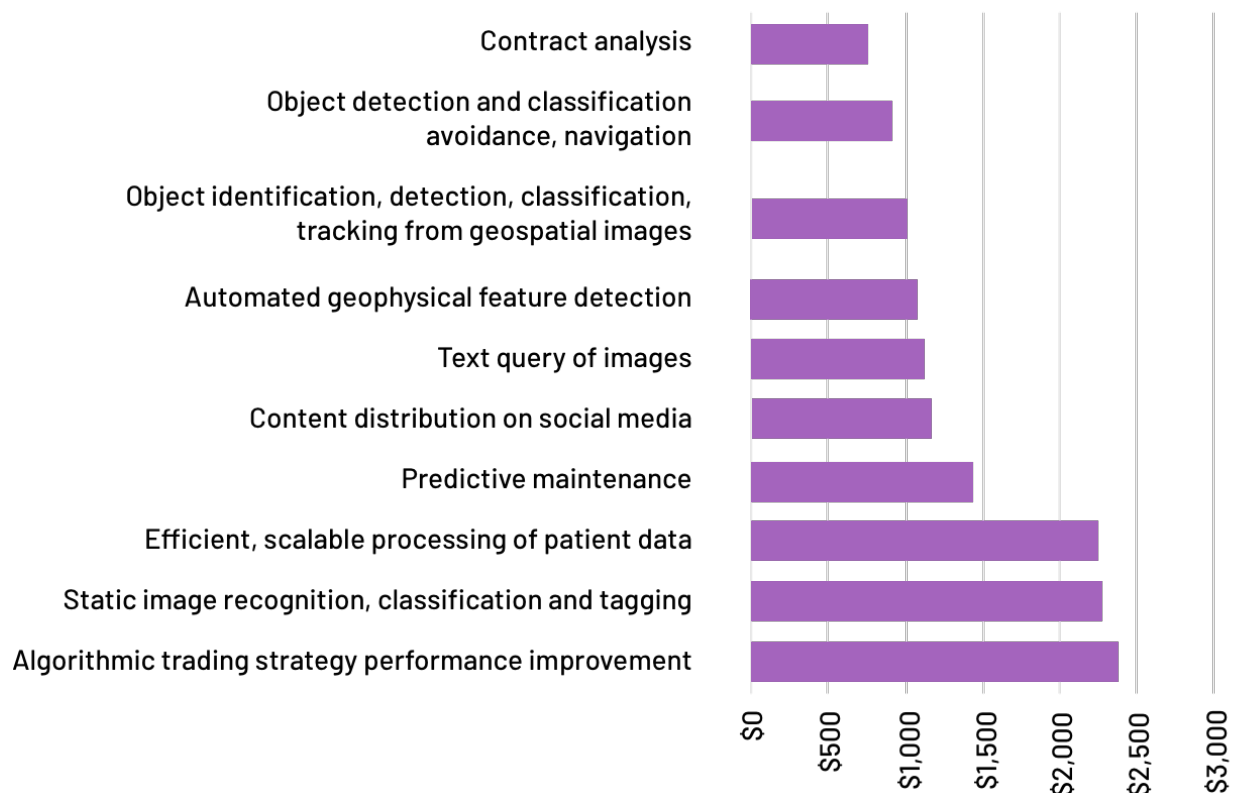 Contract analysis
Object detection and classification
avoidance, navigation
Object identification, detection, classification,
tracking from geospatial images
Automated geophysical feature detection
Text query of images
Content distribution on social media
Predictive maintenance
Efficient, scalable processing of patient data
Static image recognition, classification and tagging
Algorithmic trading strategy performance improvement
$0
$500
$1,000
$1,500
$2,000
$2,500
$3,000